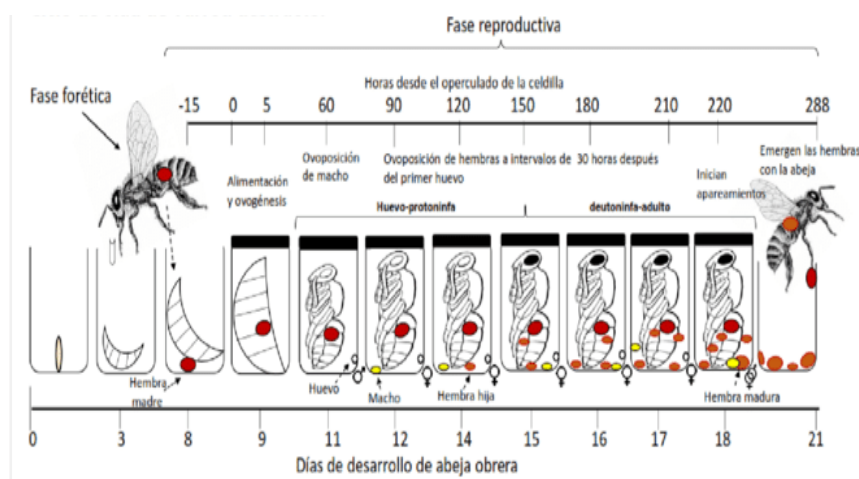 Fase reproductiva
Horas desde el operculado de la celdilla
Fase forética
-15 0 5 60 90 120 150 180 210 220 288
Alimentación
y ovogénesis
Ovoposición
de macho
Ovoposición de hembras a intervalos de 30 horas después
del primer huevo
Inician
apareamientos
Emergen las hembras
con la abeja
Huevo-protoninfa
deutoninfa-adulto
Hembra
madre
Huevo
Macho
Hembra hija
Hembra madura
0 3 8 9 11 12 14 15 16 17 18 21
Días de desarrollo de abeja obrera